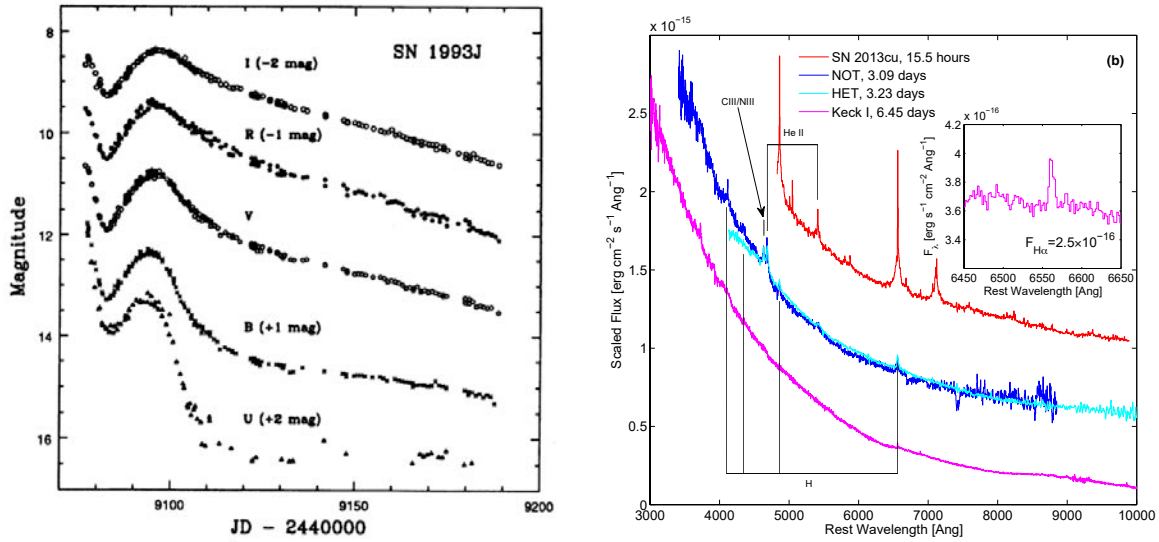 SN 1993J
I (−2 mag)
R (−1 mag)
V
B (+1 mag)
U (+2 mag)
8
10
12
14
16
Magnitude
9100
9150
9200
JD − 2440000
x 10^-15
(b)
SN 2013cu, 15.5 hours
NOT, 3.09 days
HET, 3.23 days
Keck I, 6.45 days
CIII/NIII
He II
H
2.5
2
1.5
1
0.5
0
Scaled Flux [erg cm^-2 s^-1 Ang^-1]
3000
4000
5000
6000
7000
8000
9000
10000
Rest Wavelength [Ang]
x 10^-16
4.2
4
3.8
3.6
3.4
F_λ [erg s^-1 cm^-2 Ang^-1]
F_Hα=2.5×10^-16
6450
6500
6550
6600
6650
Rest Wavelength [Ang]